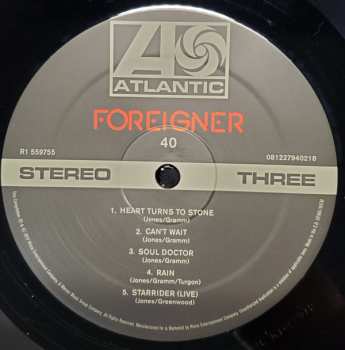 ATLANTIC
FOREIGNER
40
R1 559755
081227940218
STEREO
THREE
1. HEART TURNS TO STONE
(Jones/Gramm)
2. CAN'T WAIT
(Jones/Gramm)
3. SOUL DOCTOR
(Jones/Gramm)
4. RAIN
(Jones/Gramm/Turgon)
5. STARRIDER (LIVE)
(Jones/Greenwood)